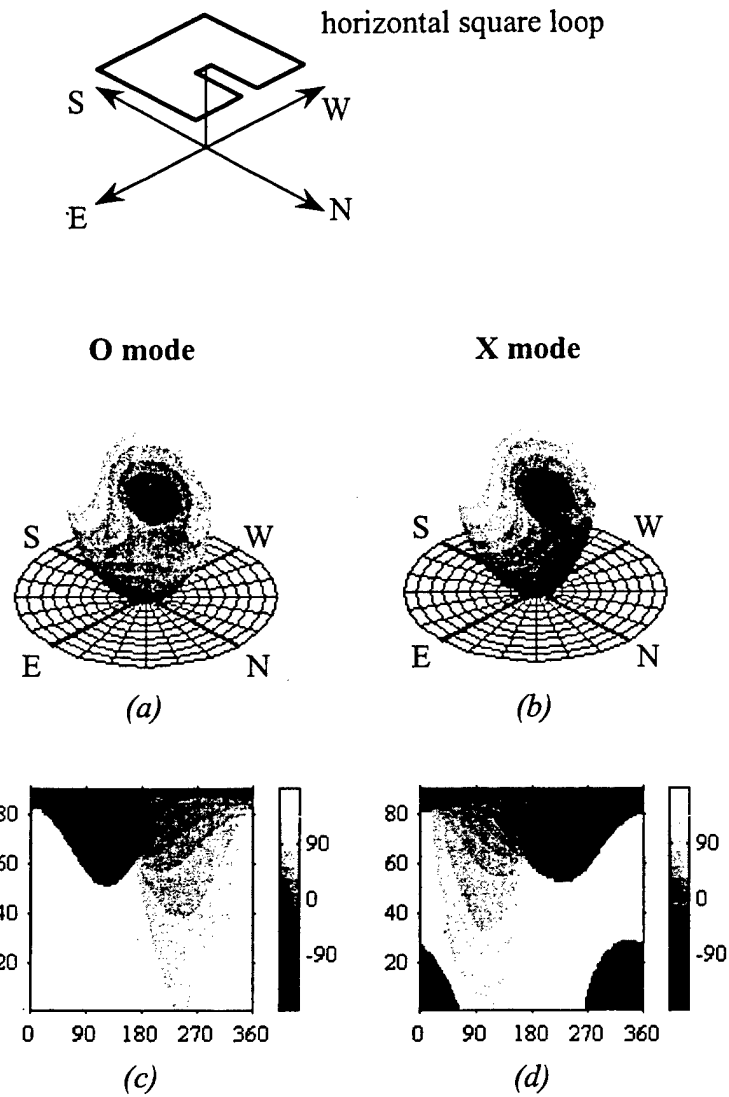 horizontal square loop
S W
E N
O mode X mode
S W S W
E N E N
(a) (b)
80 90 0 -90 80 90 0 -90
60 60
40 40
20 20
0 90 180 270 360 0 90 180 270 360
(c) (d)